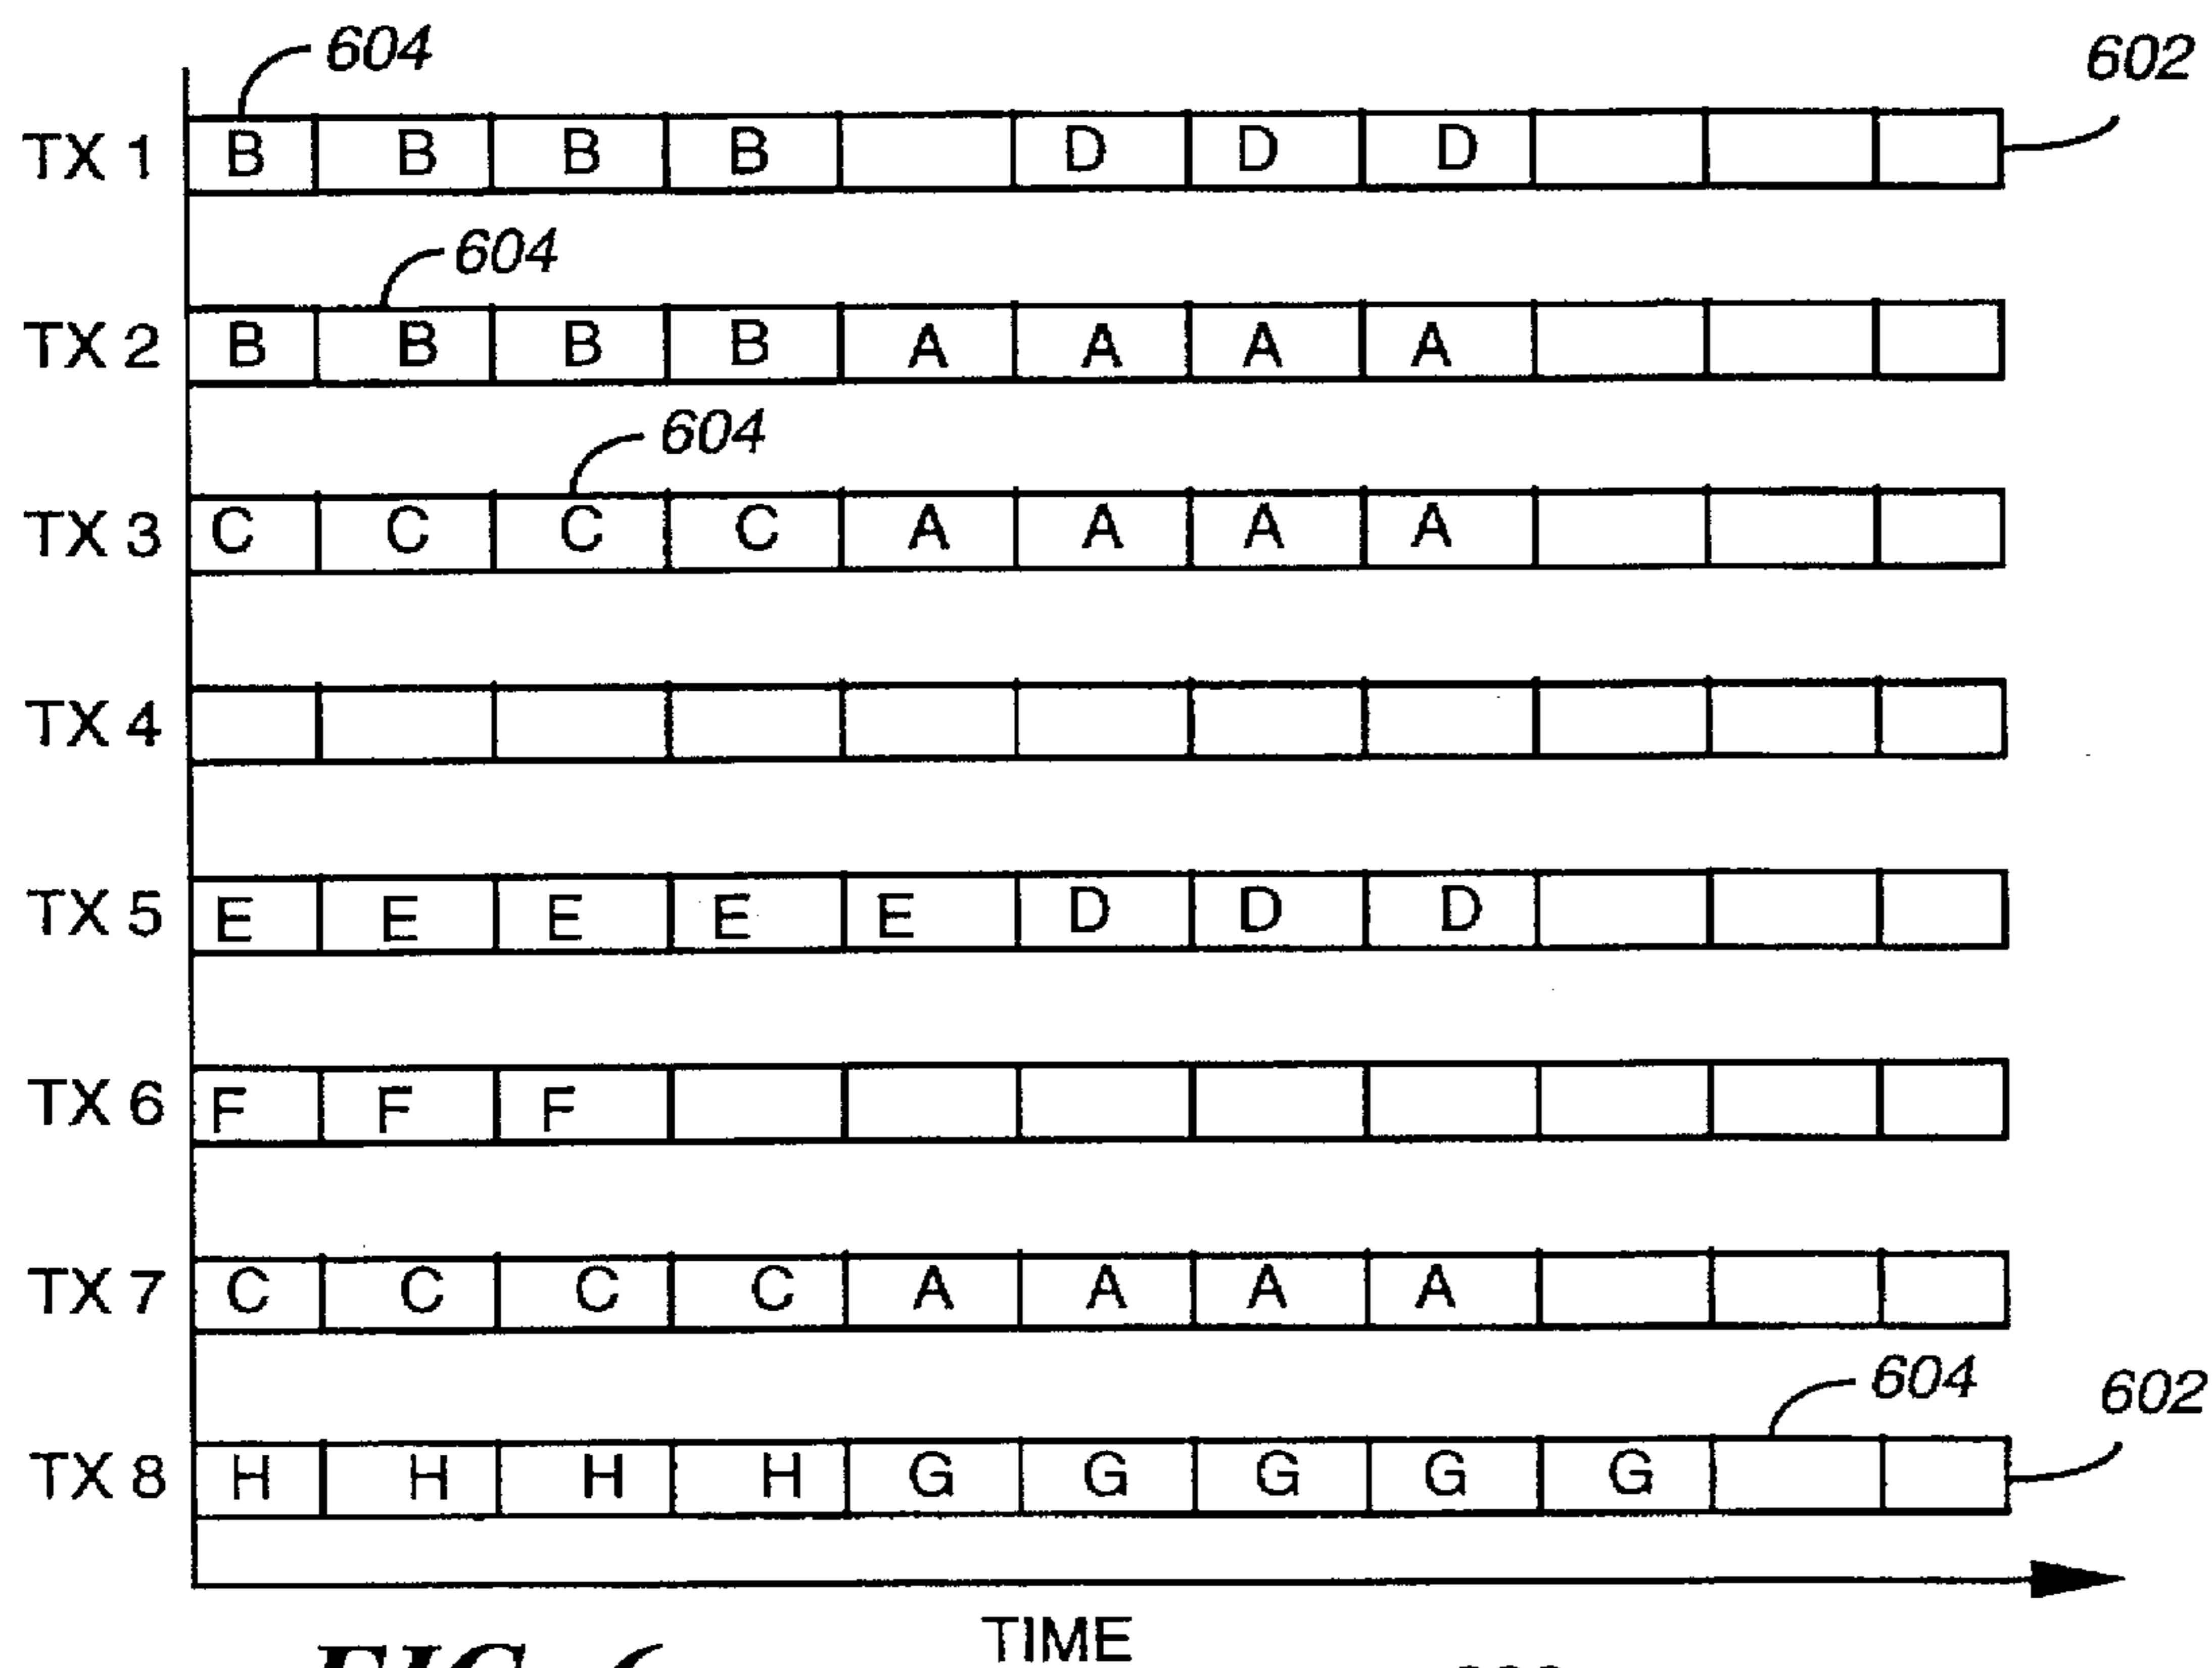 604
602
TX 1 B B B B D D D
604
TX 2 B B B B A A A A
604
TX 3 C C C C A A A A
TX 4
TX 5 E E E E E D D D
TX 6 F F F
TX 7 C C C C A A A A
604
602
TX 8 H H H H G G G G G
TIME